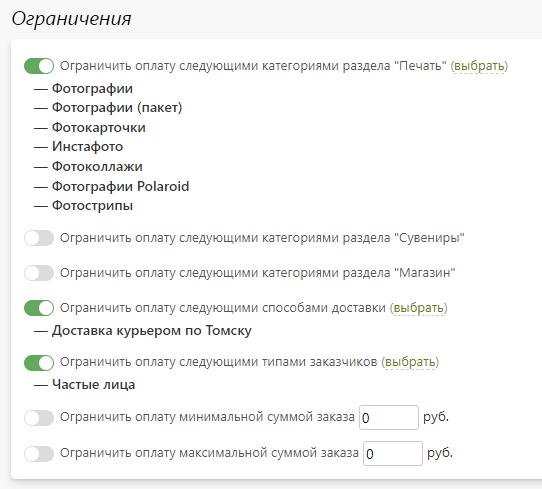 Ограничения
Ограничить оплату следующими категориями раздела "Печать" (выбрать)
— Фотографии
— Фотографии (пакет)
— Фотокарточки
— Инстафото
— Фотоколлажи
— Фотографии Polaroid
— Фотострипы
Ограничить оплату следующими категориями раздела "Сувениры"
Ограничить оплату следующими категориями раздела "Магазин"
Ограничить оплату следующими способами доставки (выбрать)
— Доставка курьером по Томску
Ограничить оплату следующими типами заказчиков (выбрать)
— Частые лица
Ограничить оплату минимальной суммой заказа 0 руб.
Ограничить оплату максимальной суммой заказа 0 руб.